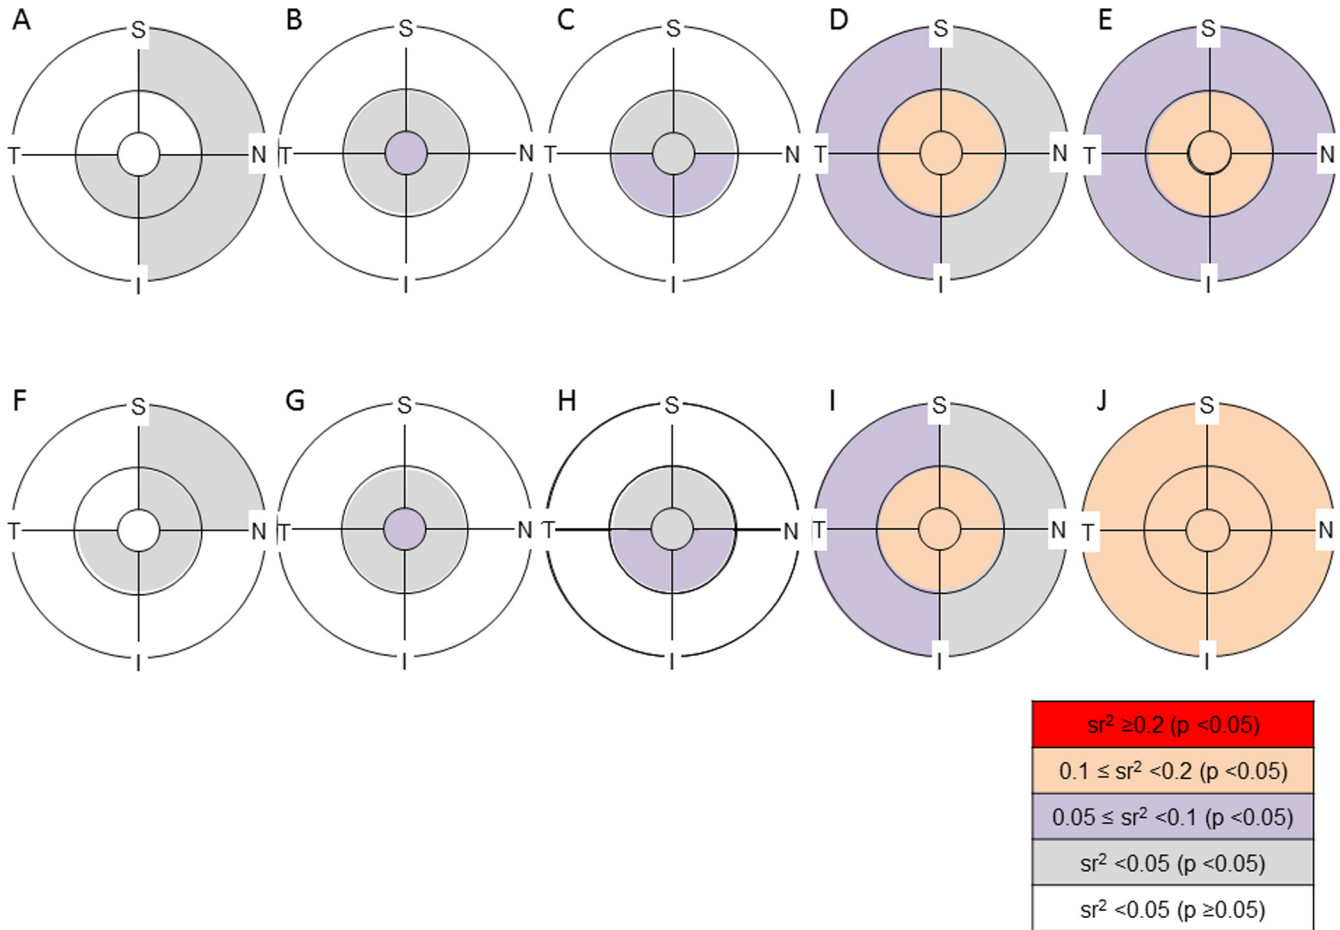 A B C D E
S S S S S
T N T N T N T N T N
I I I I I
F G H I J
S S S S S
T N T N T N T N T N
I I I I I
sr² ≥0.2 (p <0.05)
0.1 ≤ sr² <0.2 (p <0.05)
0.05 ≤ sr² <0.1 (p <0.05)
sr² <0.05 (p <0.05)
sr² <0.05 (p ≥0.05)